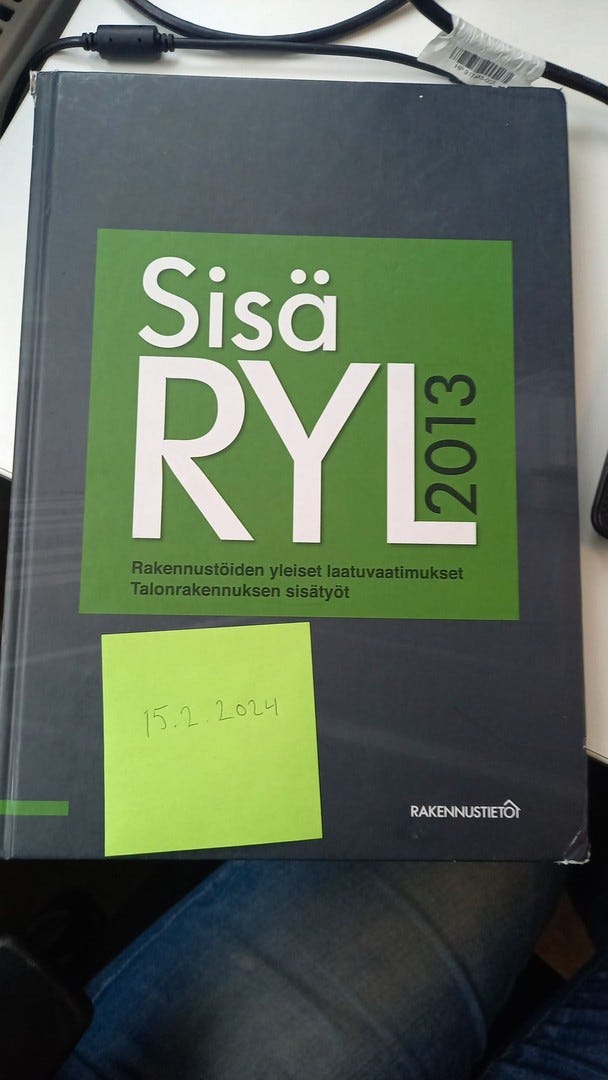 Sisä
RYL
2013
Rakennustöiden yleiset laatuvaatimukset
Talonrakennuksen sisätyöt
15.2.2024
RAKENNUSTIETO